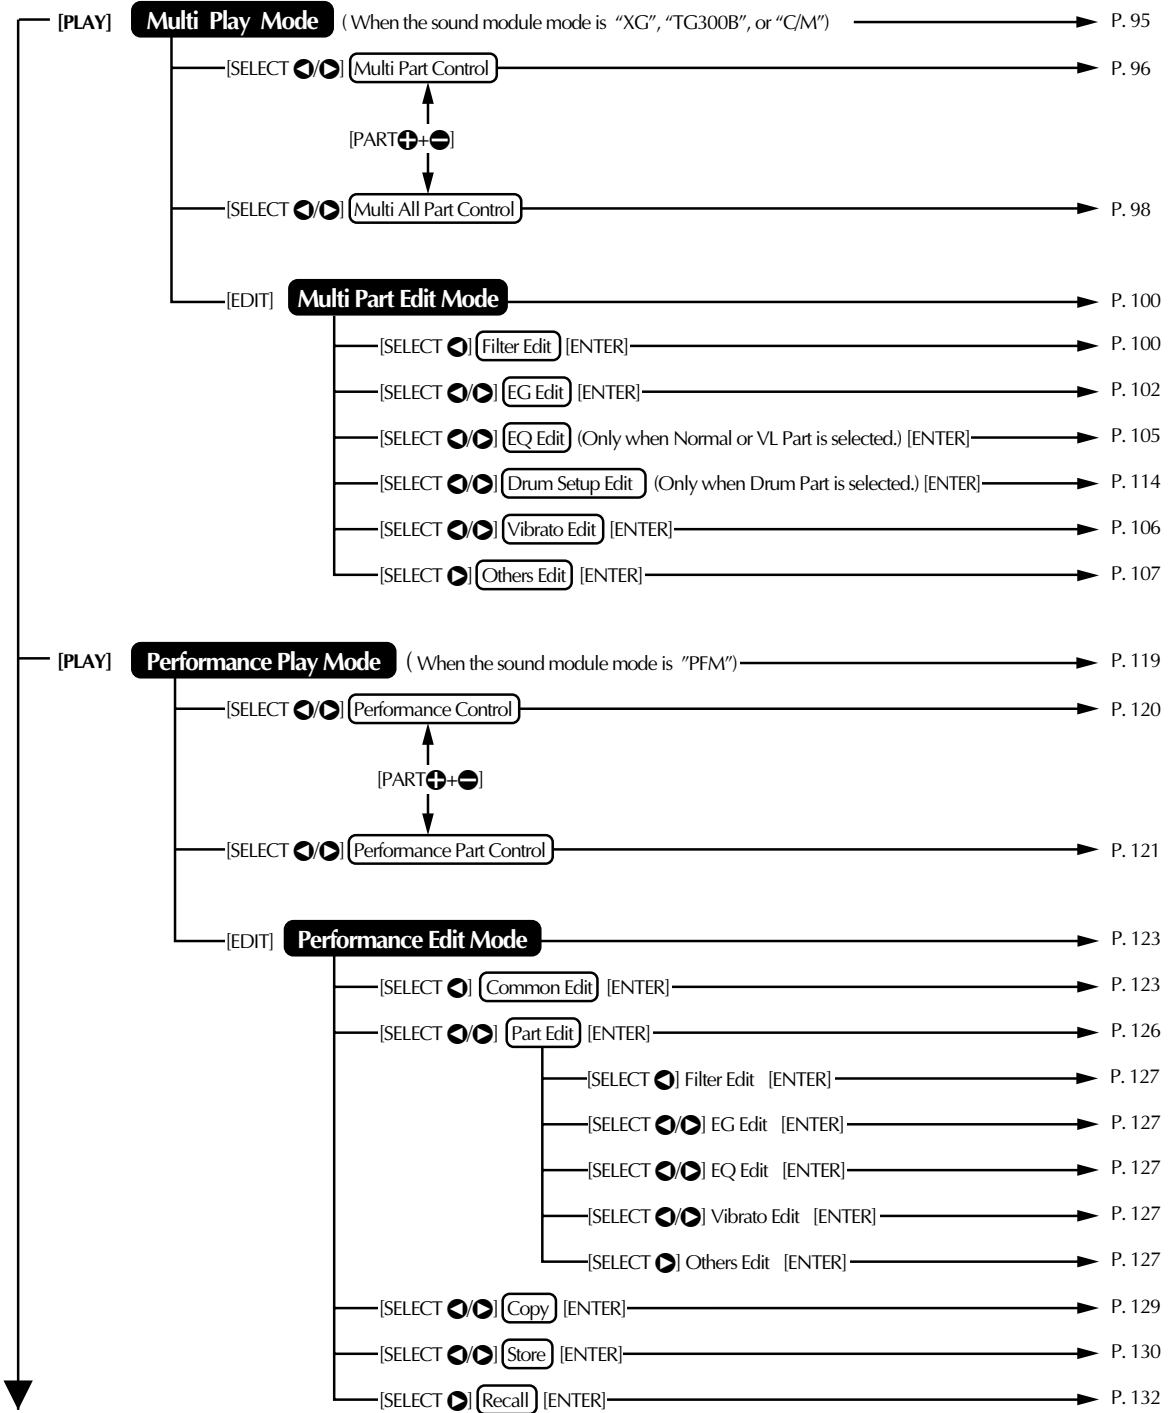 [PLAY] Multi Play Mode ( When the sound module mode is “XG”, “TG300B”, or “C/M”) P. 95
[SELECT ◀/▶] Multi Part Control P. 96
[PART+ + −]
[SELECT ◀/▶] Multi All Part Control P. 98
[EDIT] Multi Part Edit Mode P. 100
[SELECT ◀] Filter Edit [ENTER] P. 100
[SELECT ◀/▶] EG Edit [ENTER] P. 102
[SELECT ◀/▶] EQ Edit (Only when Normal or VL Part is selected.) [ENTER] P. 105
[SELECT ◀/▶] Drum Setup Edit (Only when Drum Part is selected.) [ENTER] P. 114
[SELECT ◀/▶] Vibrato Edit [ENTER] P. 106
[SELECT ▶] Others Edit [ENTER] P. 107
[PLAY] Performance Play Mode ( When the sound module mode is ”PFM”) P. 119
[SELECT ◀/▶] Performance Control P. 120
[PART+ + −]
[SELECT ◀/▶] Performance Part Control P. 121
[EDIT] Performance Edit Mode P. 123
[SELECT ◀] Common Edit [ENTER] P. 123
[SELECT ◀/▶] Part Edit [ENTER] P. 126
[SELECT ◀] Filter Edit [ENTER] P. 127
[SELECT ◀/▶] EG Edit [ENTER] P. 127
[SELECT ◀/▶] EQ Edit [ENTER] P. 127
[SELECT ◀/▶] Vibrato Edit [ENTER] P. 127
[SELECT ▶] Others Edit [ENTER] P. 127
[SELECT ◀/▶] Copy [ENTER] P. 129
[SELECT ◀/▶] Store [ENTER] P. 130
[SELECT ▶] Recall [ENTER] P. 132